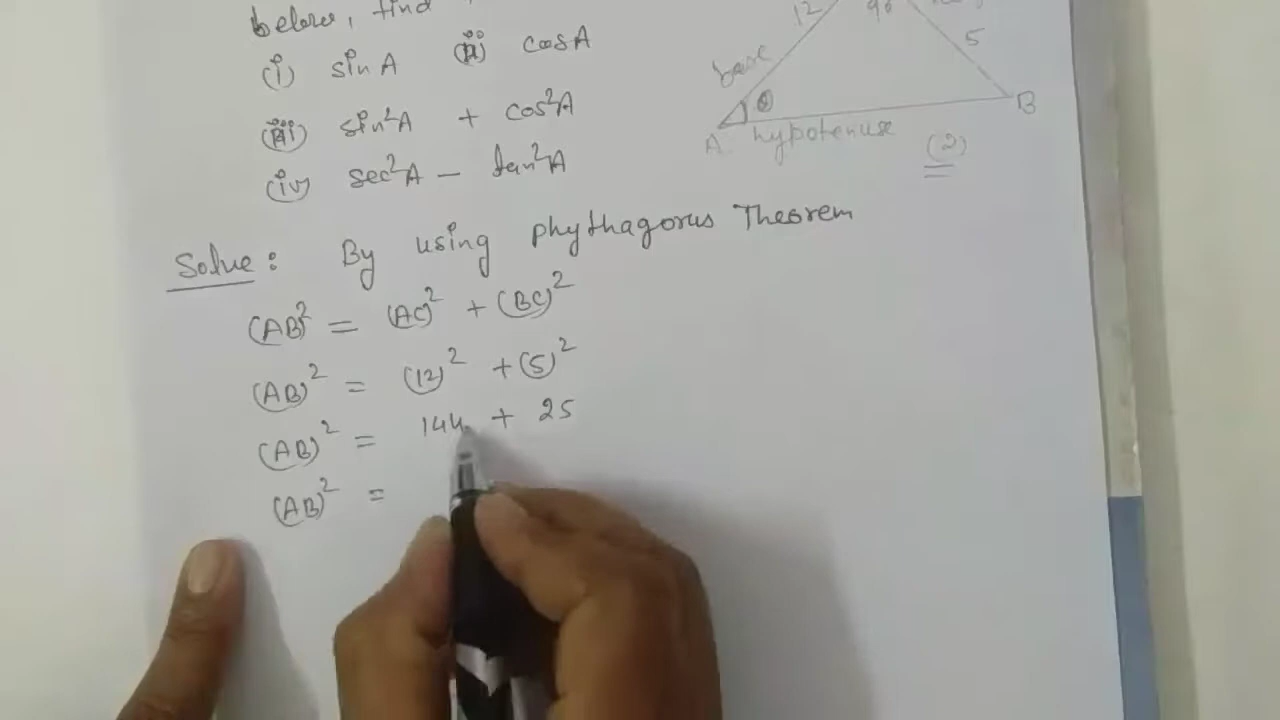 below, find
(i) sin A (ii) cos A
(iii) sin²A + cos²A
(iv) sec²A - tan²A
12
90
5
base
θ
A
B
hypotenuse
(2)
Solve : By using phythagorus Theorem
(AB)² = (AC)² + (BC)²
(AB)² = (12)² + (5)²
(AB)² = 144 + 25
(AB)² =